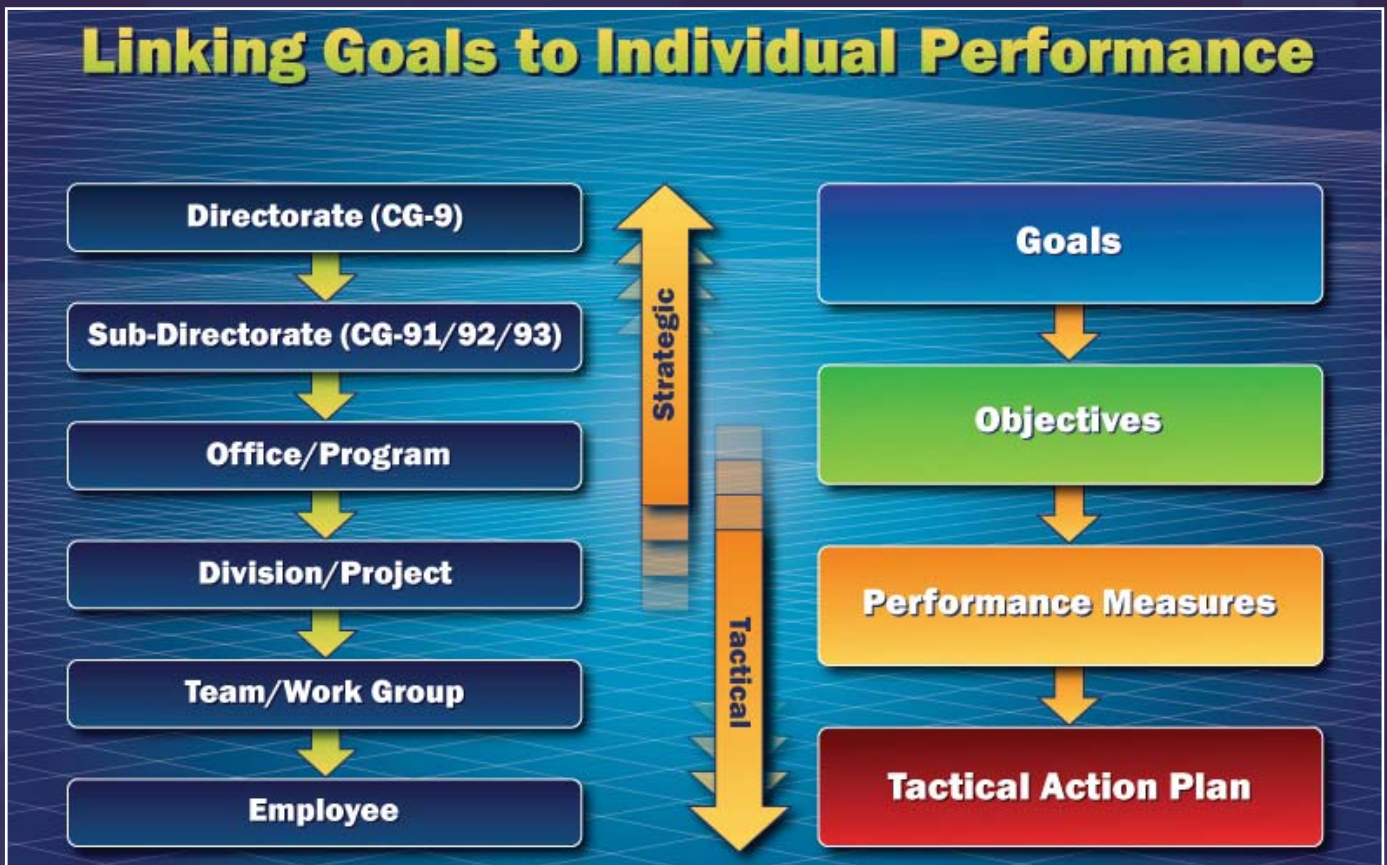 Linking Goals to Individual Performance
Directorate (CG-9)
Sub-Directorate (CG-91/92/93)
Office/Program
Division/Project
Team/Work Group
Employee
Strategic
Tactical
Goals
Objectives
Performance Measures
Tactical Action Plan